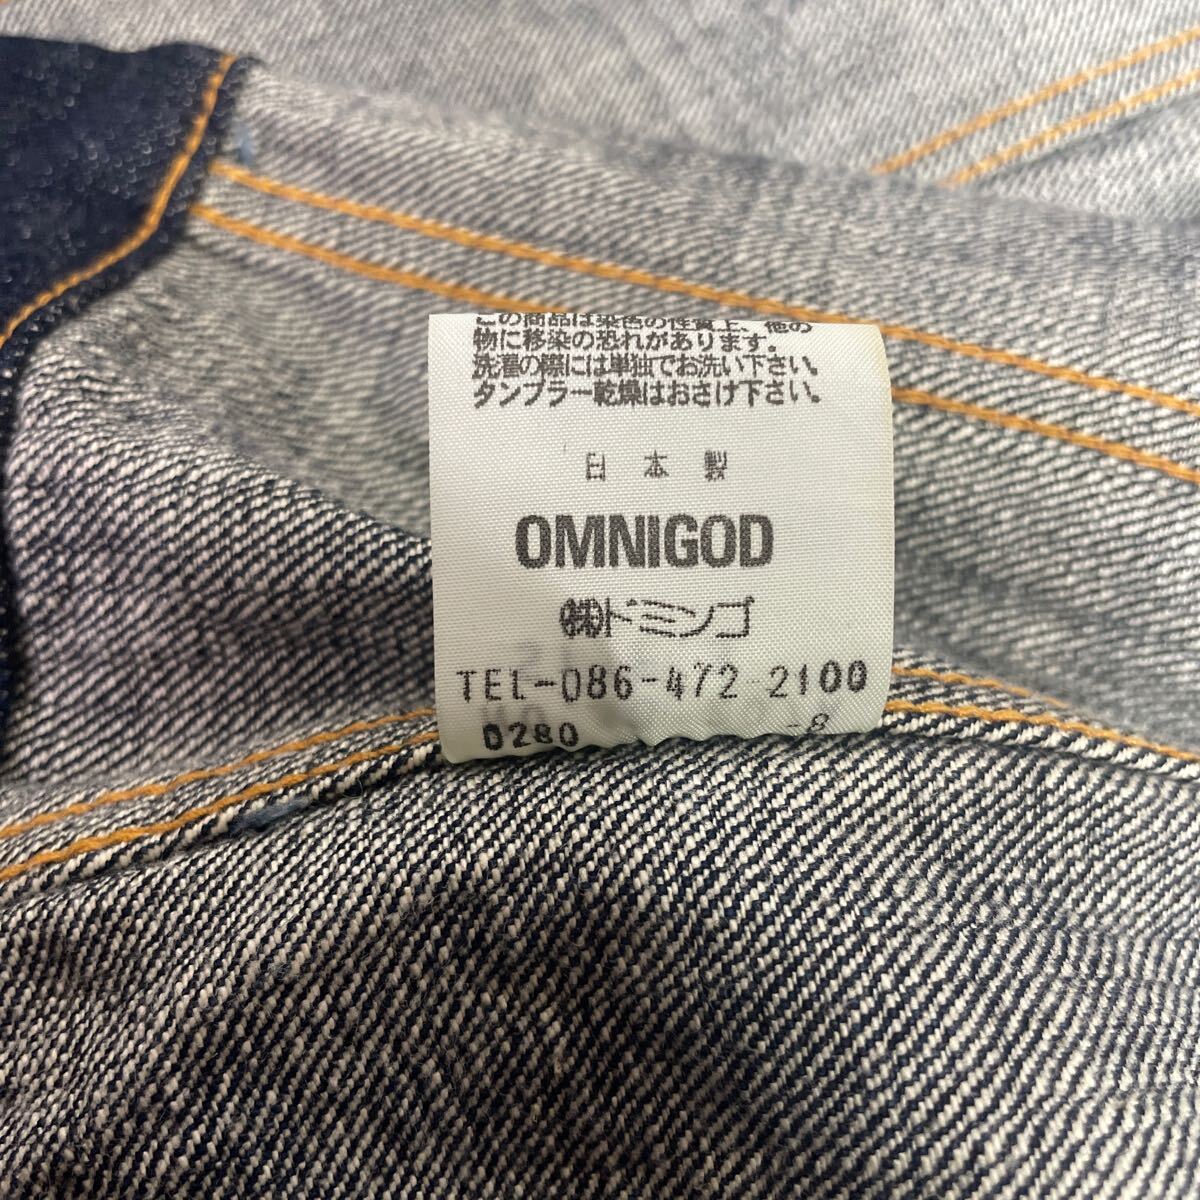 この商品は染色の性質上、他の
物に移染の恐れがあります。
洗濯の際には単独でお洗い下さい。
タンブラー乾燥はおさけ下さい。
日本製
OMNIGOD
㈱ドミンゴ
TEL-086-472-2100
0280 -8